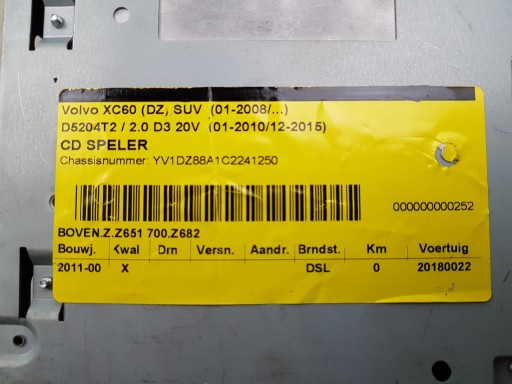 Volvo XC60 (DZ) SUV (01-2008/...)
D5204T2 / 2.0 D3 20V (01-2010/12-2015)
CD SPELER
Chassisnummer: YV1DZ88A1C2241250
000000000252
BOVEN.Z.Z651 700.Z682
Bouwj. Kwal Drn Versn. Aandr. Brndst. Km Voertuig
2011-00 X DSL 0 20180022